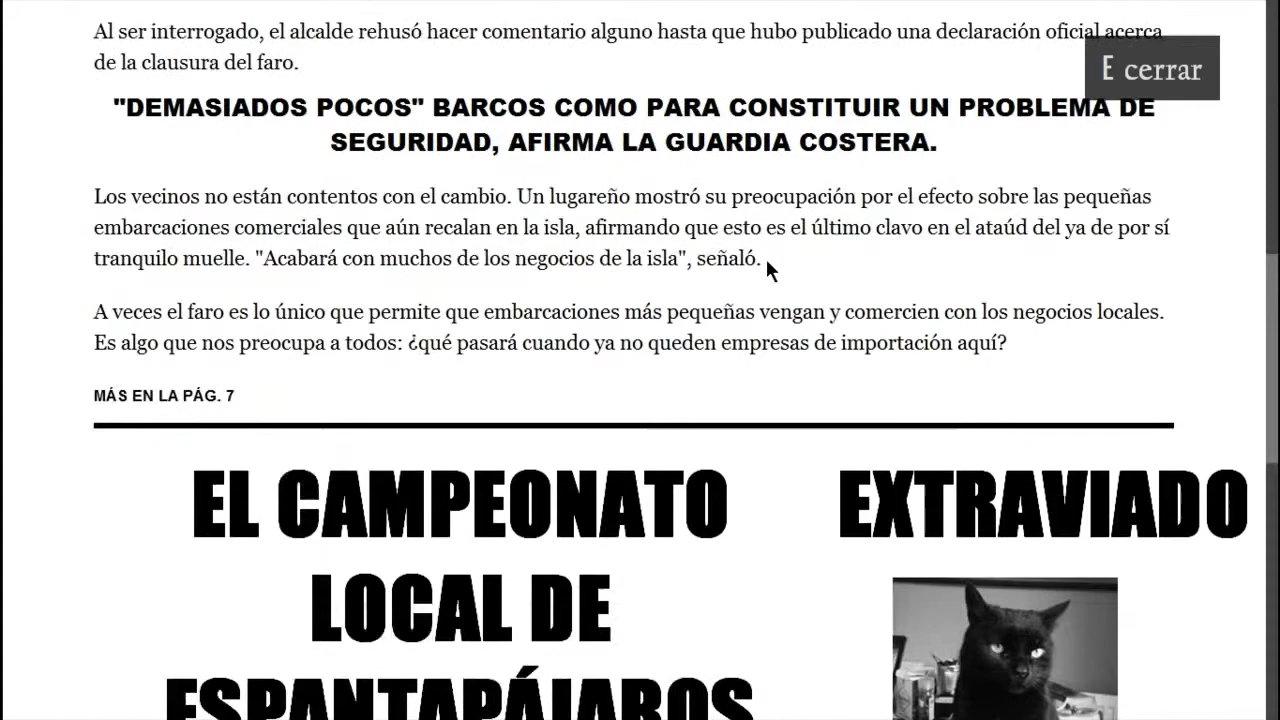 Al ser interrogado, el alcalde rehusó hacer comentario alguno hasta que hubo publicado una declaración oficial acerca
de la clausura del faro.
E cerrar
"DEMASIADOS POCOS" BARCOS COMO PARA CONSTITUIR UN PROBLEMA DE
SEGURIDAD, AFIRMA LA GUARDIA COSTERA.
Los vecinos no están contentos con el cambio. Un lugareño mostró su preocupación por el efecto sobre las pequeñas
embarcaciones comerciales que aún recalan en la isla, afirmando que esto es el último clavo en el ataúd del ya de por sí
tranquilo muelle. "Acabará con muchos de los negocios de la isla", señaló.
A veces el faro es lo único que permite que embarcaciones más pequeñas vengan y comercien con los negocios locales.
Es algo que nos preocupa a todos: ¿qué pasará cuando ya no queden empresas de importación aquí?
MÁS EN LA PÁG. 7
EL CAMPEONATO
LOCAL DE
ESPANTAPÁJAROS
EXTRAVIADO